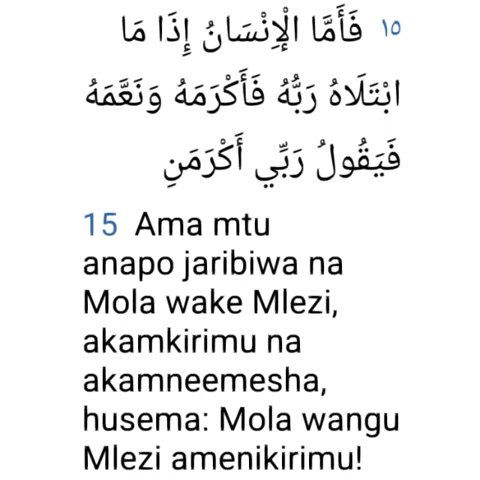 ١٥ فَأَمَّا الْإِنْسَانُ إِذَا مَا
ابْتَلَاهُ رَبُّهُ فَأَكْرَمَهُ وَنَعَّمَهُ
فَيَقُولُ رَبِّي أَكْرَمَنِ
15 Ama mtu
anapo jaribiwa na
Mola wake Mlezi,
akamkirimu na
akamneemesha,
husema: Mola wangu
Mlezi amenikirimu!